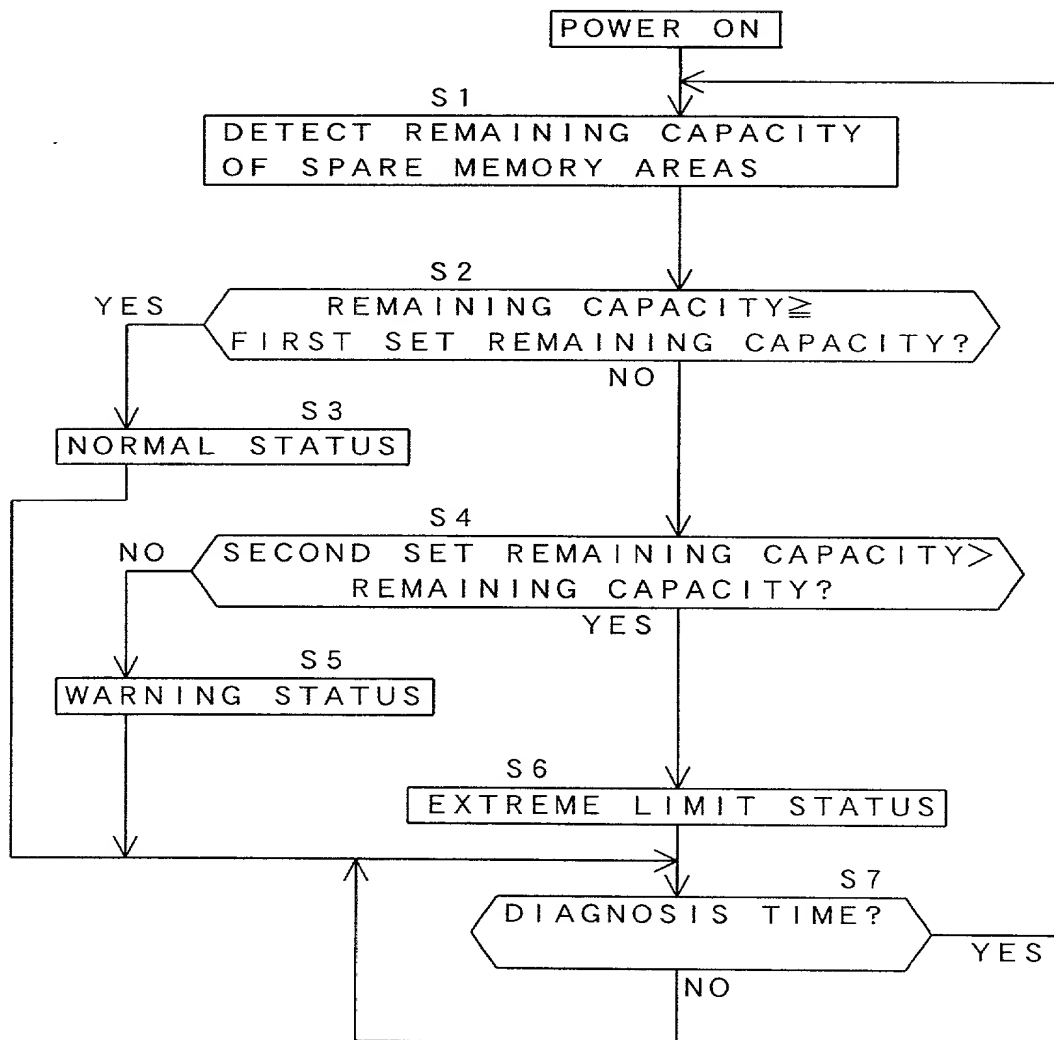 POWER ON
S1
DETECT REMAINING CAPACITY
OF SPARE MEMORY AREAS
S2
YES
REMAINING CAPACITY≧
FIRST SET REMAINING CAPACITY?
NO
S3
NORMAL STATUS
S4
NO
SECOND SET REMAINING CAPACITY>
REMAINING CAPACITY?
YES
S5
WARNING STATUS
S6
EXTREME LIMIT STATUS
S7
DIAGNOSIS TIME?
YES
NO